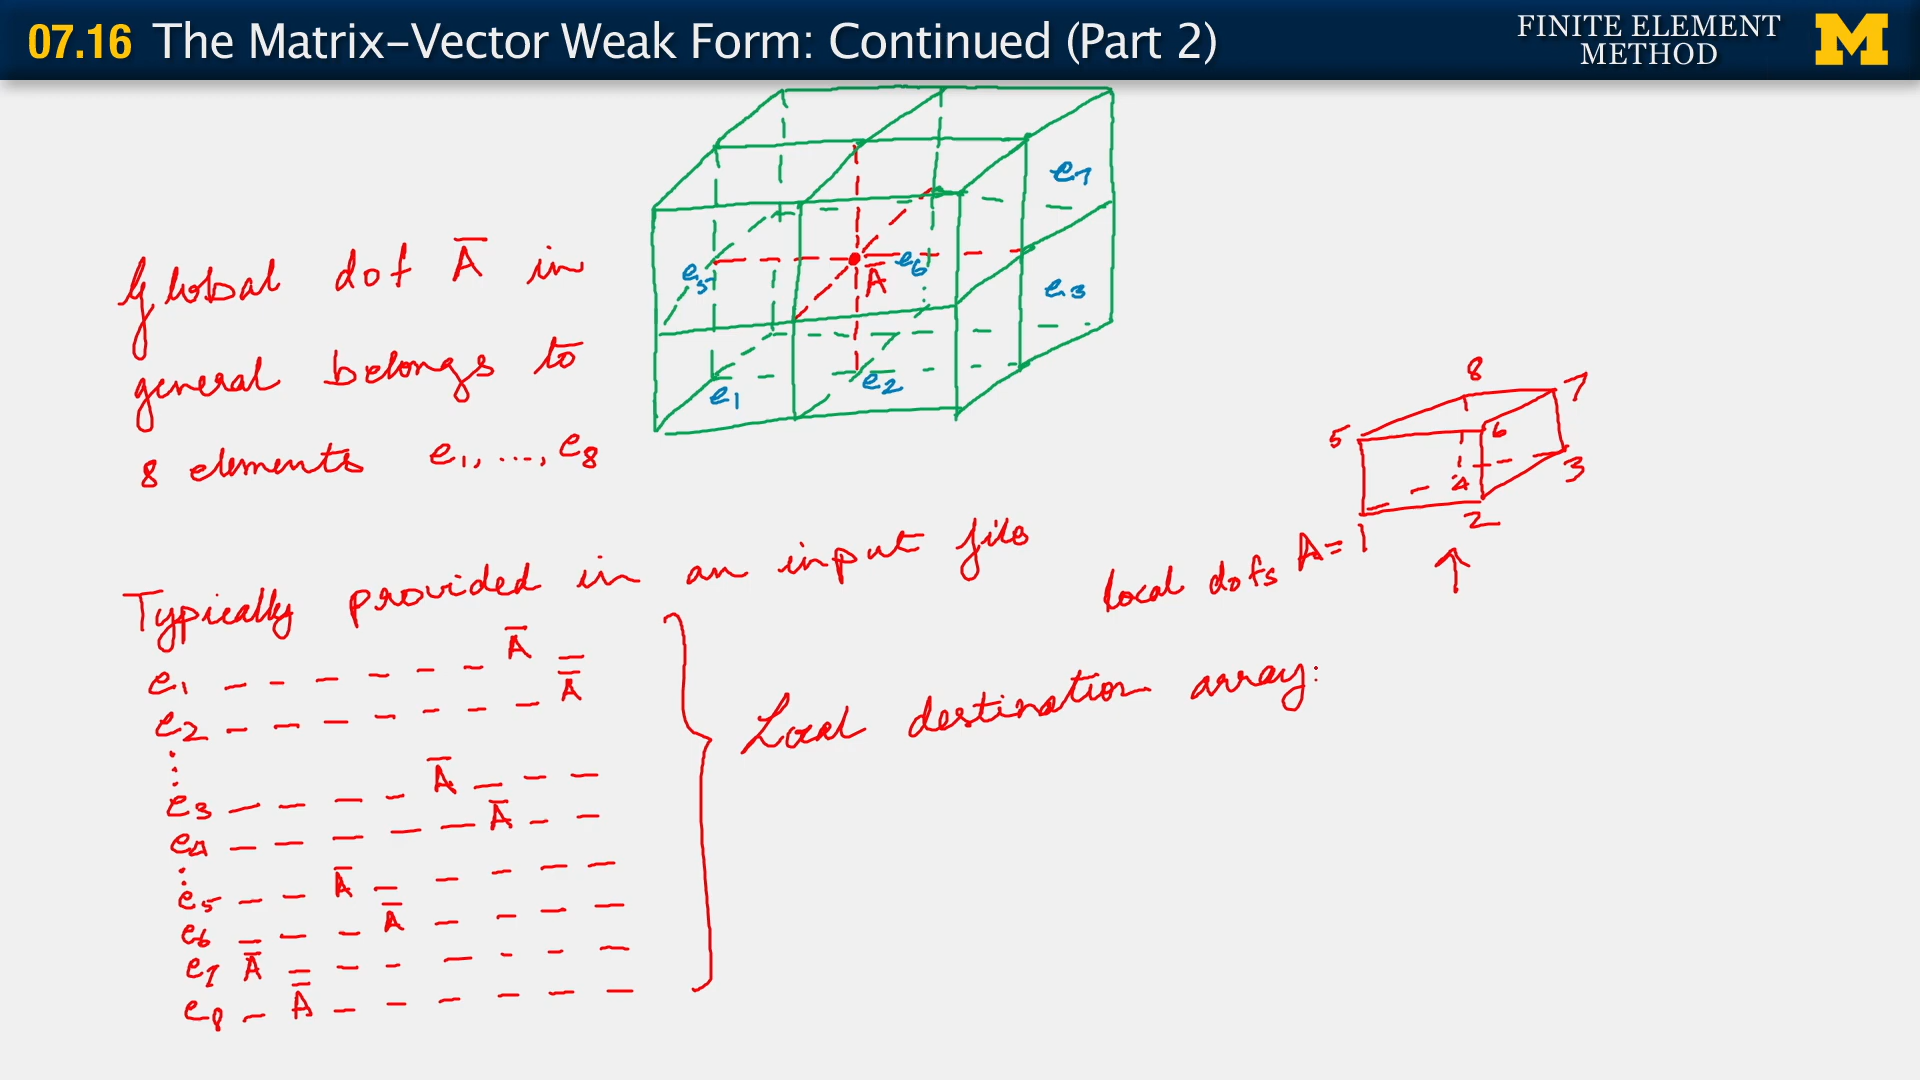 07.16 The Matrix–Vector Weak Form: Continued (Part 2)
FINITE ELEMENT
METHOD
M
Global dof Ā in
general belongs to
8 elements e₁, ..., e₈
e₇
e₅ e₆
Ā
e₃
e₁ e₂
8 7
5 6
4 3
2
local dofs A = 1
↑
Typically provided in an input file
e₁ _ _ _ _ _ _ Ā _
e₂ _ _ _ _ _ _ _ Ā
⋮
e₃ _ _ _ _ Ā _ _ _
e₄ _ _ _ _ _ Ā _ _
⋮
e₅ _ _ Ā _ _ _ _ _
e₆ _ _ _ Ā _ _ _ _
e₇ Ā _ _ _ _ _ _ _
e₈ _ Ā _ _ _ _ _ _
Local destination array: